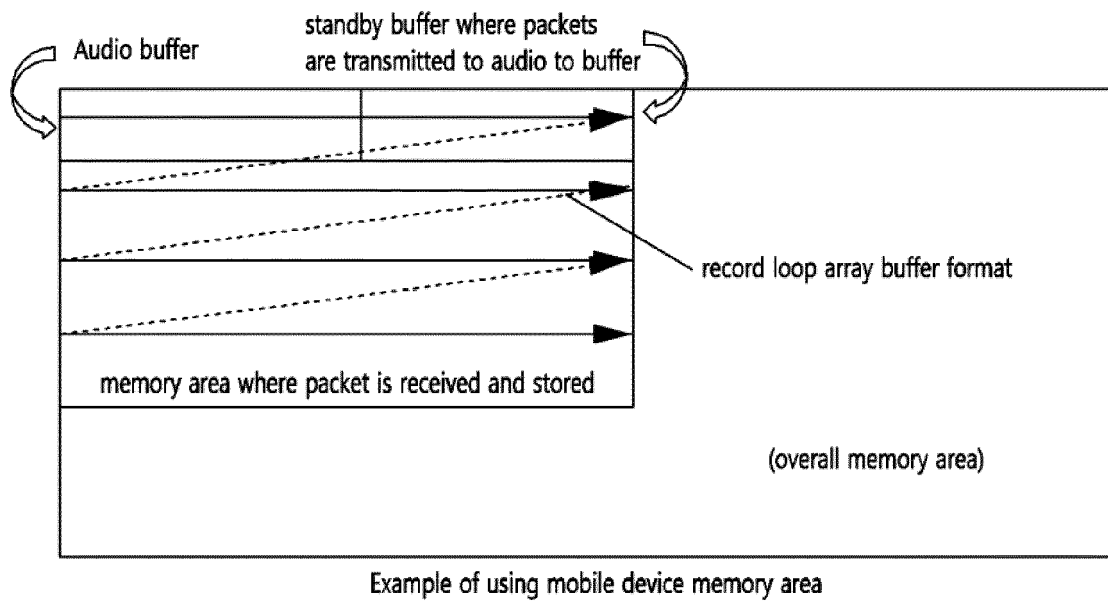 Audio buffer
standby buffer where packets
are transmitted to audio to buffer
record loop array buffer format
memory area where packet is received and stored
(overall memory area)
Example of using mobile device memory area